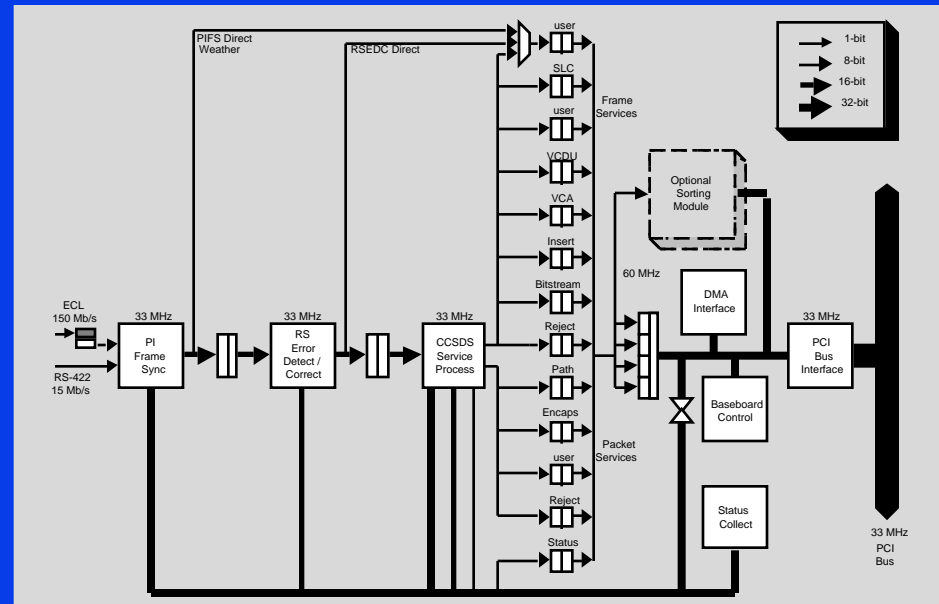 PIFS Direct
Weather
RSEDC Direct
user
SLC
user
VCDU
VCA
Insert
Bitstream
Reject
Path
Encaps
user
Reject
Status
Frame
Services
Packet
Services
1-bit
8-bit
16-bit
32-bit
Optional
Sorting
Module
60 MHz
DMA
Interface
ECL
150 Mb/s
RS-422
15 Mb/s
33 MHz
PI
Frame
Sync
33 MHz
RS
Error
Detect /
Correct
33 MHz
CCSDS
Service
Process
33 MHz
PCI
Bus
Interface
Baseboard
Control
Status
Collect
33 MHz
PCI
Bus